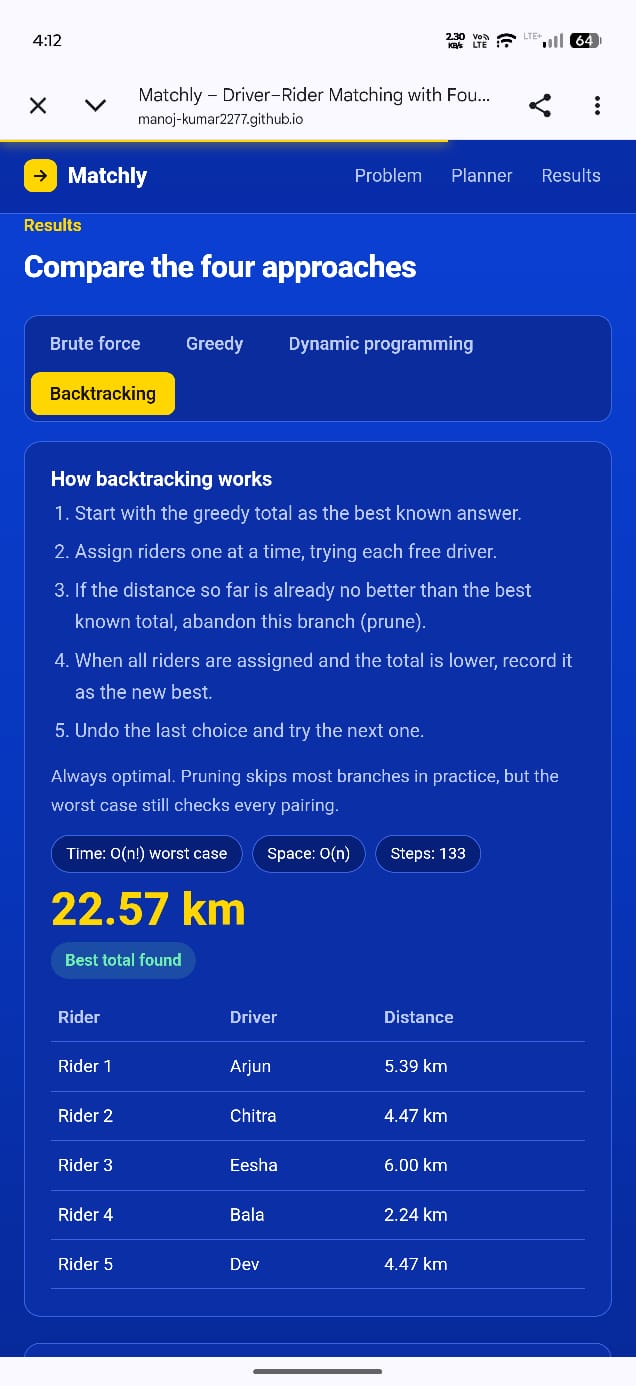 4:12
2.30 KB/s Vo LTE LTE+ 64
Matchly – Driver–Rider Matching with Fou...
manoj-kumar2277.github.io
Matchly Problem Planner Results
Results
Compare the four approaches
Brute force Greedy Dynamic programming
Backtracking
How backtracking works
1. Start with the greedy total as the best known answer.
2. Assign riders one at a time, trying each free driver.
3. If the distance so far is already no better than the best
known total, abandon this branch (prune).
4. When all riders are assigned and the total is lower, record it
as the new best.
5. Undo the last choice and try the next one.
Always optimal. Pruning skips most branches in practice, but the
worst case still checks every pairing.
Time: O(n!) worst case Space: O(n) Steps: 133
22.57 km
Best total found
Rider Driver Distance
Rider 1 Arjun 5.39 km
Rider 2 Chitra 4.47 km
Rider 3 Eesha 6.00 km
Rider 4 Bala 2.24 km
Rider 5 Dev 4.47 km